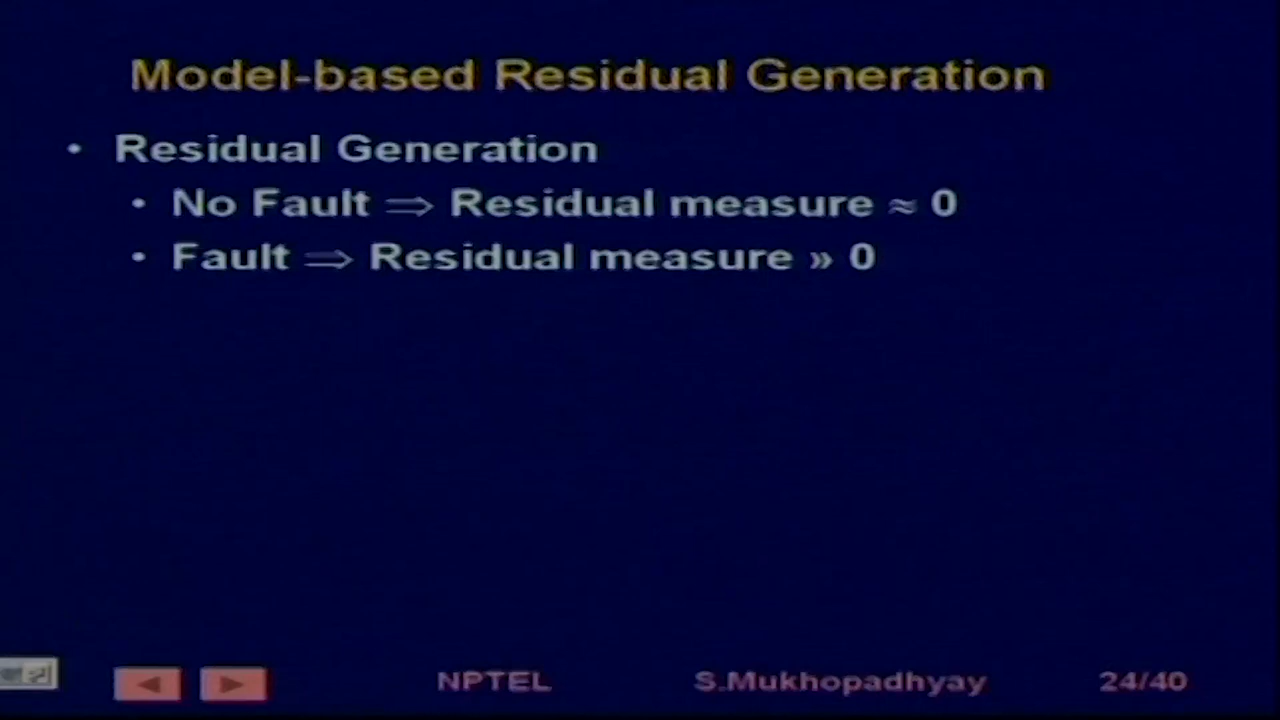 Model-based Residual Generation
• Residual Generation
• No Fault ⇒ Residual measure ≈ 0
• Fault ⇒ Residual measure » 0
NPTEL S.Mukhopadhyay 24/40